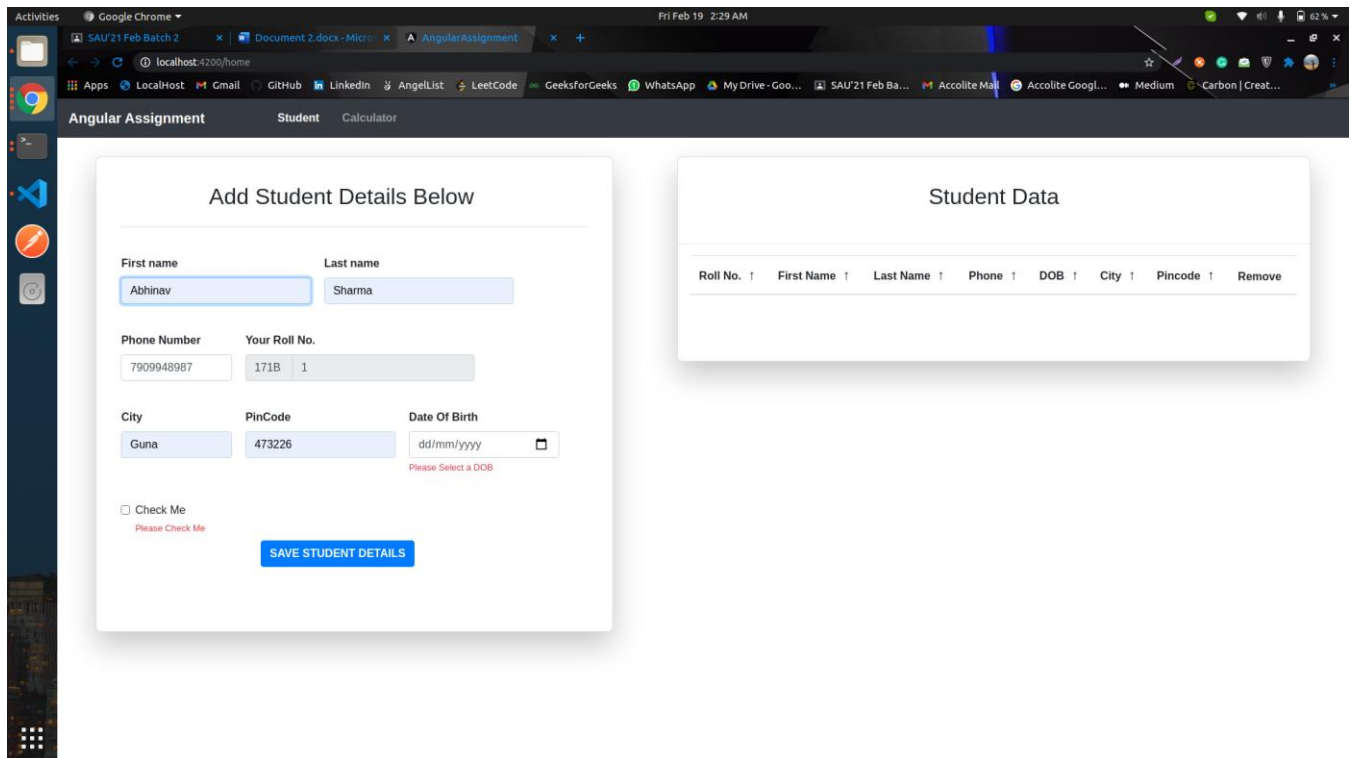 Activities Google Chrome Fri Feb 19 2:29 AM 62 %
SAU'21 Feb Batch 2 Document 2.docx - Micro AngularAssignment
localhost:4200/home
Apps LocalHost Gmail GitHub LinkedIn AngelList LeetCode GeeksforGeeks WhatsApp My Drive - Goo... SAU'21 Feb Ba... Accolite Mail Accolite Googl... Medium Carbon | Creat...
Angular Assignment Student Calculator
Add Student Details Below
First name Last name
Abhinav Sharma
Phone Number Your Roll No.
7909948987 171B 1
City PinCode Date Of Birth
Guna 473226 dd/mm/yyyy
Please Select a DOB
Check Me
Please Check Me
SAVE STUDENT DETAILS
Student Data
Roll No. ↑ First Name ↑ Last Name ↑ Phone ↑ DOB ↑ City ↑ Pincode ↑ Remove